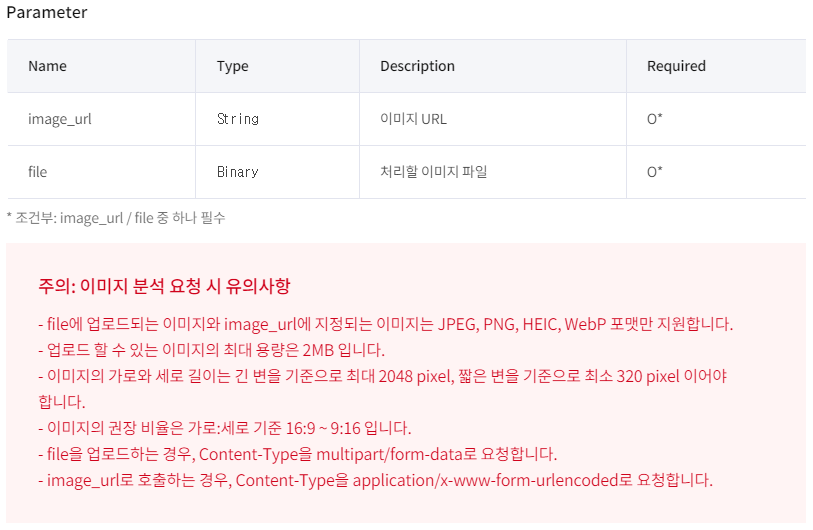 Parameter
Name Type Description Required
image_url String 이미지 URL O*
file Binary 처리할 이미지 파일 O*
* 조건부: image_url / file 중 하나 필수
주의: 이미지 분석 요청 시 유의사항
- file에 업로드되는 이미지와 image_url에 지정되는 이미지는 JPEG, PNG, HEIC, WebP 포맷만 지원합니다.
- 업로드 할 수 있는 이미지의 최대 용량은 2MB 입니다.
- 이미지의 가로와 세로 길이는 긴 변을 기준으로 최대 2048 pixel, 짧은 변을 기준으로 최소 320 pixel 이어야
합니다.
- 이미지의 권장 비율은 가로:세로 기준 16:9 ~ 9:16 입니다.
- file을 업로드하는 경우, Content-Type을 multipart/form-data로 요청합니다.
- image_url로 호출하는 경우, Content-Type을 application/x-www-form-urlencoded로 요청합니다.